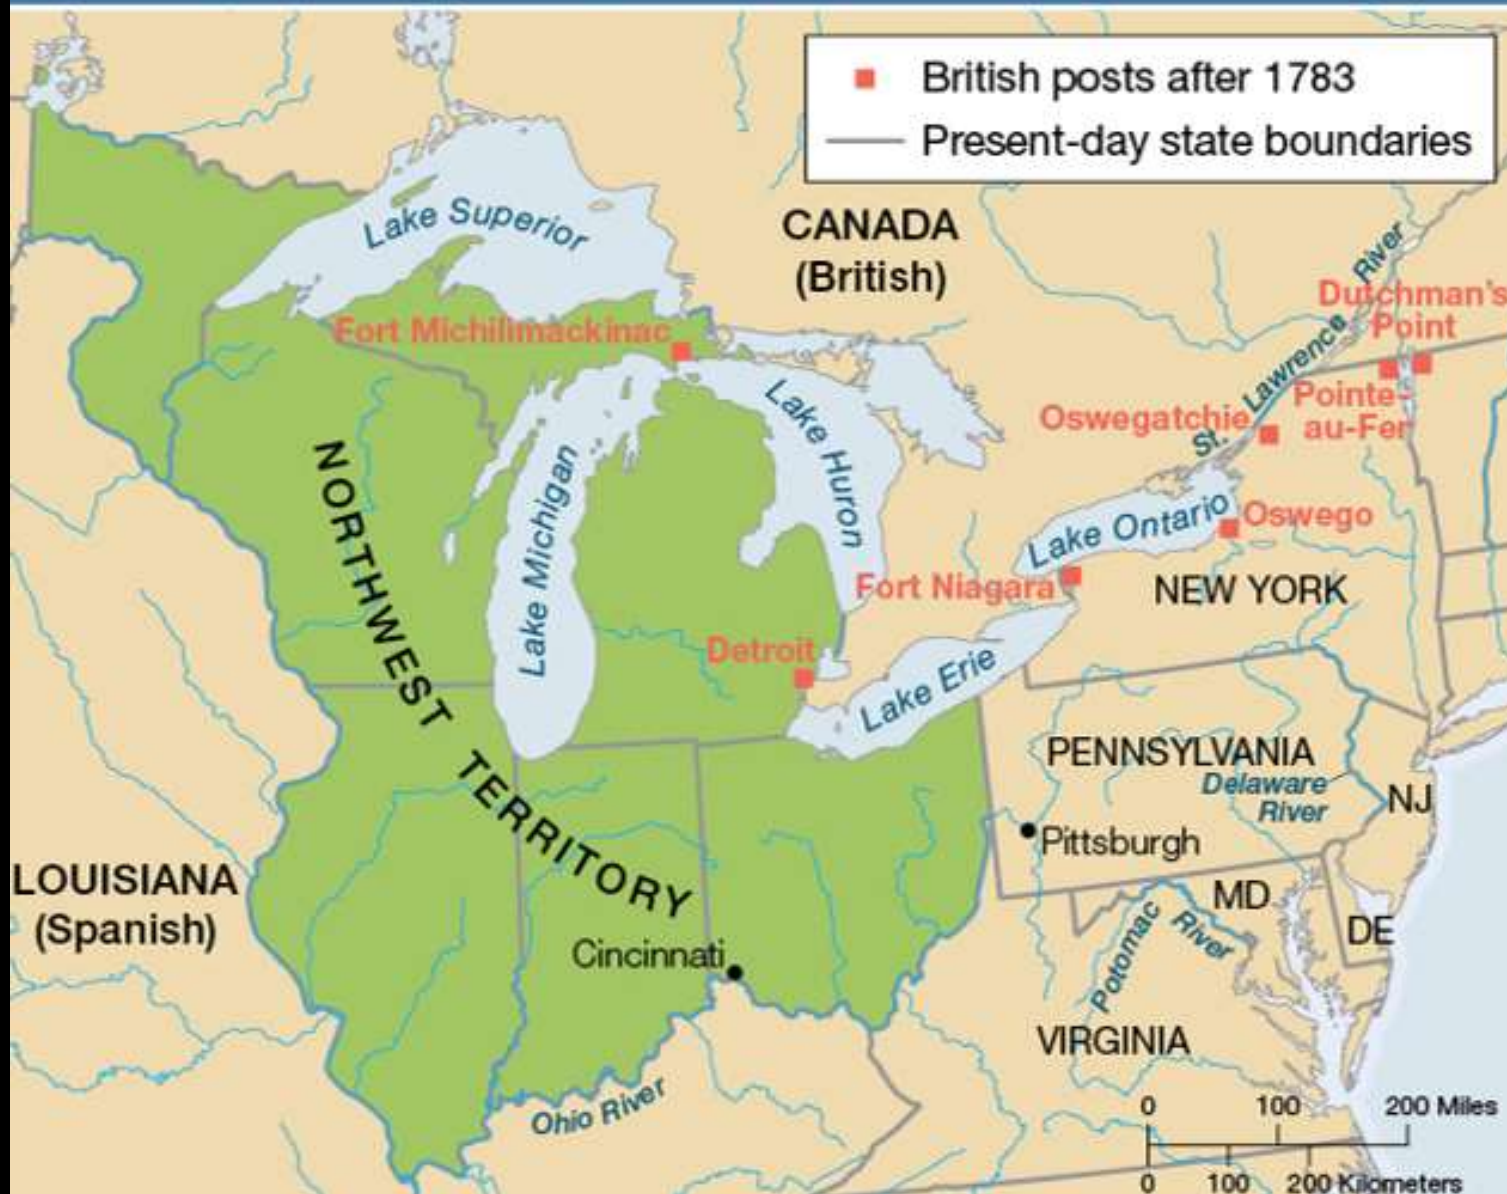 British posts after 1783
Present-day state boundaries
Lake Superior
CANADA
(British)
St. Lawrence River
Dutchman's
Point
Fort Michilimackinac
Lake Huron
Pointe-
au-Fer
Oswegatchie
NORTHWEST TERRITORY
Lake Michigan
Lake Ontario
Oswego
Fort Niagara
NEW YORK
Detroit
Lake Erie
PENNSYLVANIA
Delaware
River
NJ
Pittsburgh
LOUISIANA
(Spanish)
MD
DE
Potomac River
Cincinnati
VIRGINIA
Ohio River
0 100 200 Miles
0 100 200 Kilometers